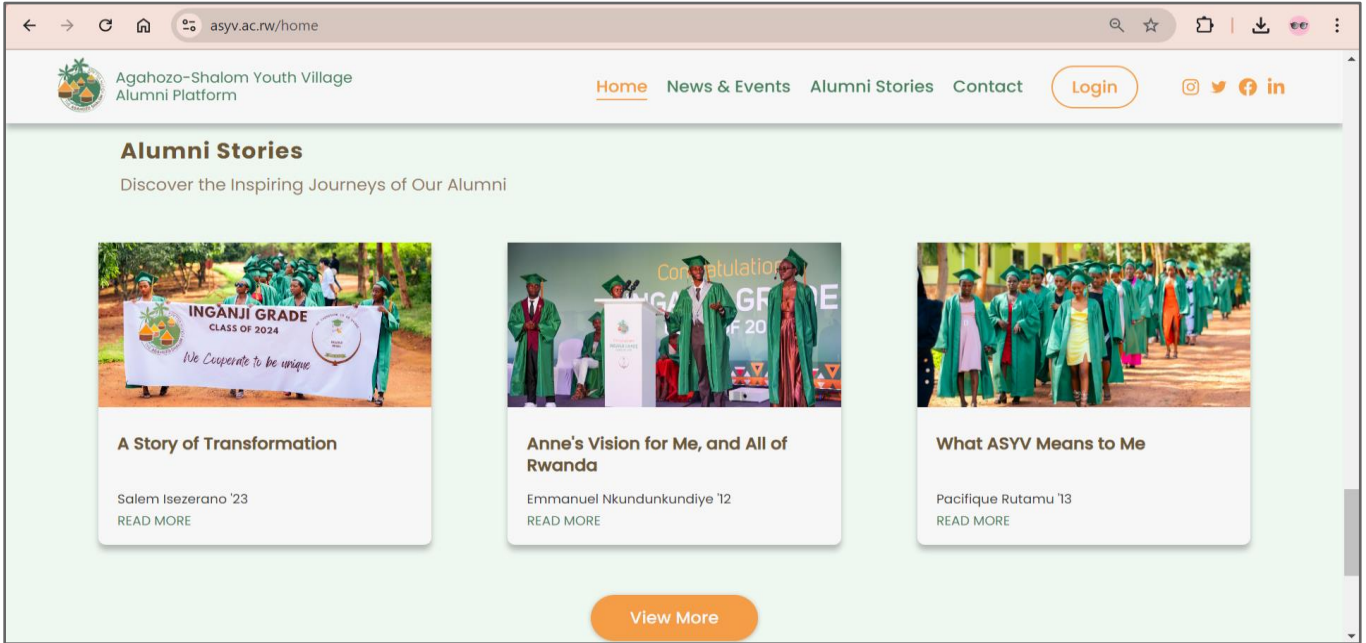 asyv.ac.rw/home
Agahozo-Shalom Youth Village
Alumni Platform
Home News & Events Alumni Stories Contact Login
Alumni Stories
Discover the Inspiring Journeys of Our Alumni
INGANJI GRADE
CLASS OF 2024
We Cooperate to be unique
A Story of Transformation
Salem Isezerano '23
READ MORE
Anne's Vision for Me, and All of
Rwanda
Emmanuel Nkundunkundiye '12
READ MORE
What ASYV Means to Me
Pacifique Rutamu '13
READ MORE
View More